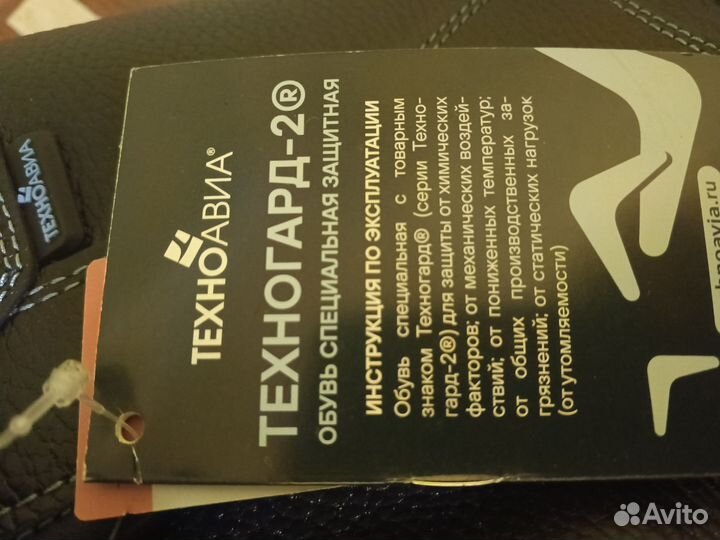 ТЕХНОАВИА®
ТЕХНОГАРД-2®
ОБУВЬ СПЕЦИАЛЬНАЯ ЗАЩИТНАЯ
ИНСТРУКЦИЯ ПО ЭКСПЛУАТАЦИИ
Обувь специальная с товарным
знаком Техногард® (серии Техно-
гард-2®) для защиты от химических
факторов; от механических воздей-
ствий; от пониженных температур;
от общих производственных за-
грязнений; от статических нагрузок
(от утомляемости)
ТЕХНОАВИА
Avito